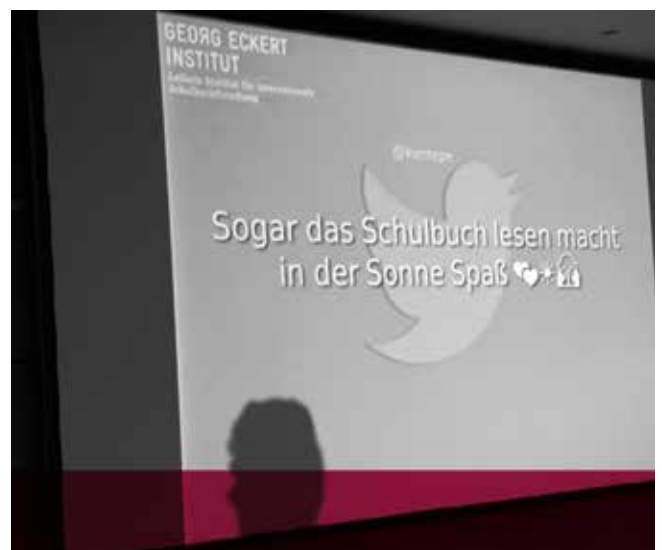 GEORG ECKERT
INSTITUT
Sogar das Schulbuch lesen macht
in der Sonne Spaß 💕☀